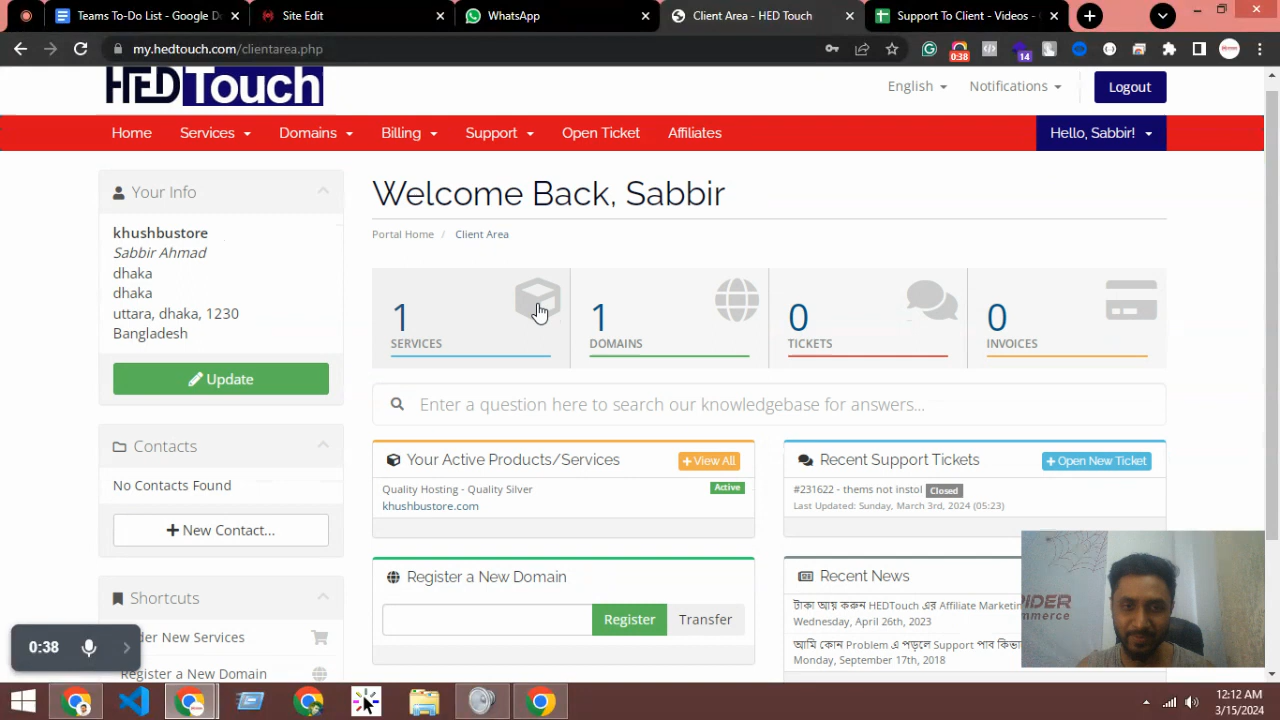 Teams To-Do List - Google Do
Site Edit
WhatsApp
Client Area - HED Touch
Support To Client - Videos -
my.hedtouch.com/clientarea.php
0:38
14
HEDTouch
English
Notifications
Logout
Home
Services
Domains
Billing
Support
Open Ticket
Affiliates
Hello, Sabbir!
Your Info
khushbustore
Sabbir Ahmad
dhaka
dhaka
uttara, dhaka, 1230
Bangladesh
Update
Contacts
No Contacts Found
New Contact...
Shortcuts
der New Services
Register a New Domain
Welcome Back, Sabbir
Portal Home / Client Area
1
SERVICES
1
DOMAINS
0
TICKETS
0
INVOICES
Enter a question here to search our knowledgebase for answers...
Your Active Products/Services
View All
Quality Hosting - Quality Silver
Active
khushbustore.com
Recent Support Tickets
Open New Ticket
#231622 - thems not instol Closed
Last Updated: Sunday, March 3rd, 2024 (05:23)
Register a New Domain
Register
Transfer
Recent News
টাকা আয় করুন HEDTouch এর Affiliate Marketin
Wednesday, April 26th, 2023
আমি কোন Problem এ পড়লে Support পাব কিভা
Monday, September 17th, 2018
PIDER
mmerce
0:38
12:12 AM
3/15/2024